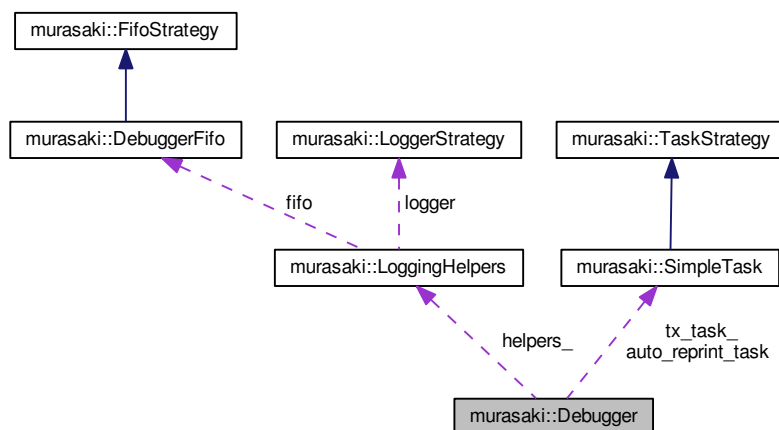 murasaki::FifoStrategy
murasaki::DebuggerFifo
murasaki::LoggerStrategy
murasaki::TaskStrategy
fifo
logger
murasaki::LoggingHelpers
murasaki::SimpleTask
helpers_
tx_task_
auto_reprint_task
murasaki::Debugger